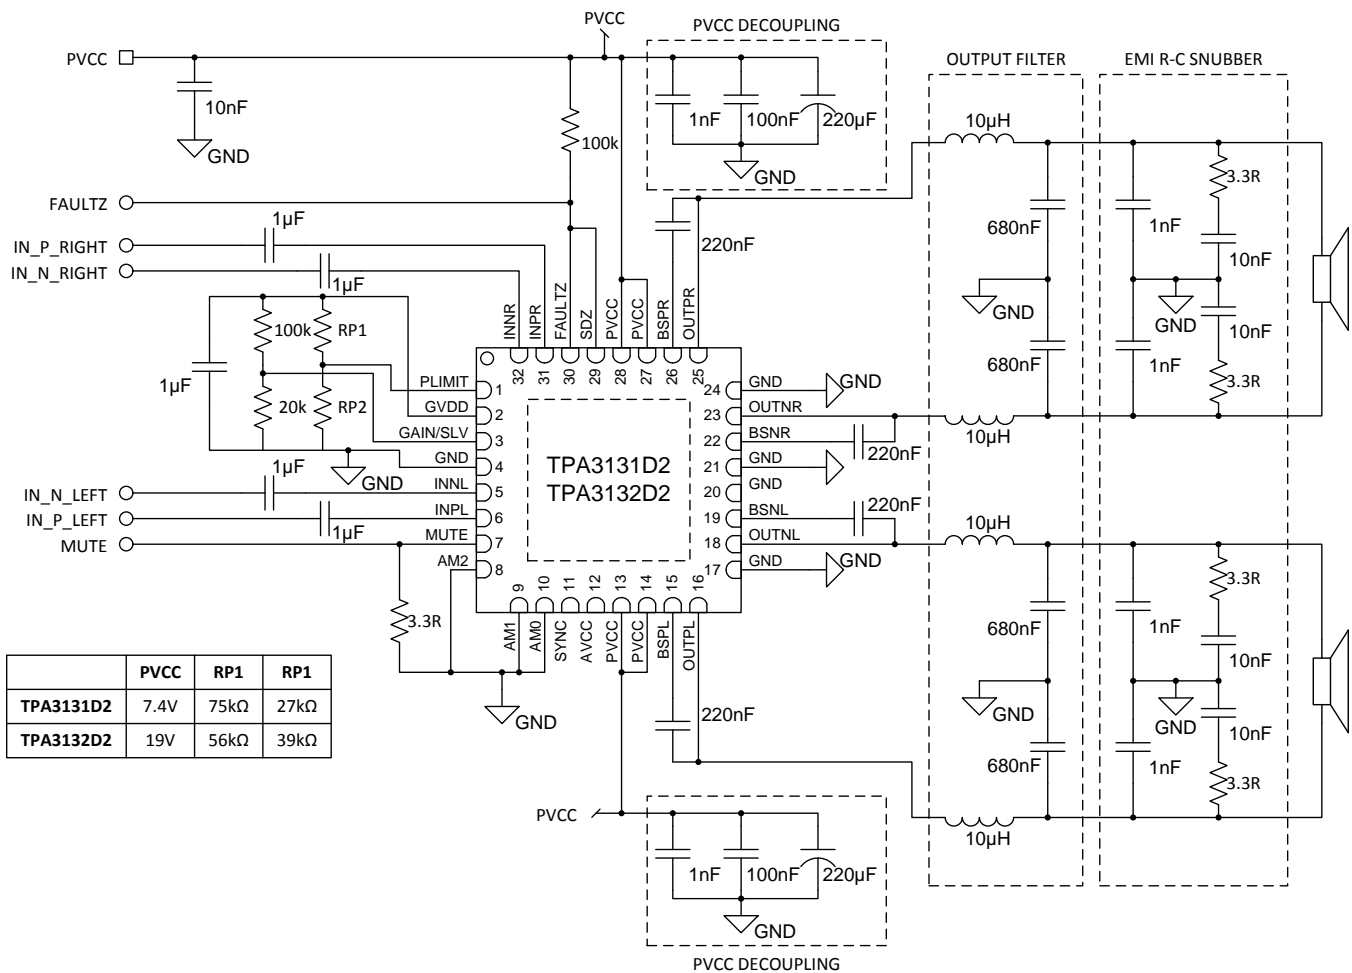 PVCC
PVCC DECOUPLING
PVCC
10nF
GND
100k
1nF
100nF
220µF
GND
OUTPUT FILTER
EMI R-C SNUBBER
10µH
680nF
GND
680nF
10µH
1nF
GND
1nF
3.3R
10nF
10nF
3.3R
FAULTZ
IN_P_RIGHT
1µF
IN_N_RIGHT
1µF
220nF
1µF
100k
RP1
20k
RP2
GND
INNR
INPR
FAULTZ
SDZ
PVCC
PVCC
BSPR
OUTPR
32
31
30
29
28
27
26
25
PLIMIT
1
GVDD
2
GAIN/SLV
3
GND
4
INNL
5
INPL
6
MUTE
7
AM2
8
TPA3131D2
TPA3132D2
24
GND
GND
23
OUTNR
22
BSNR
220nF
21
GND
GND
20
GND
19
BSNL
220nF
18
OUTNL
17
GND
GND
IN_N_LEFT
1µF
IN_P_LEFT
1µF
MUTE
3.3R
9
10
11
12
13
14
15
16
AM1
AM0
SYNC
AVCC
PVCC
PVCC
BSPL
OUTPL
GND
220nF
10µH
680nF
GND
680nF
10µH
1nF
GND
1nF
3.3R
10nF
10nF
3.3R
PVCC RP1 RP1
TPA3131D2 7.4V 75kΩ 27kΩ
TPA3132D2 19V 56kΩ 39kΩ
PVCC
1nF
100nF
220µF
GND
PVCC DECOUPLING